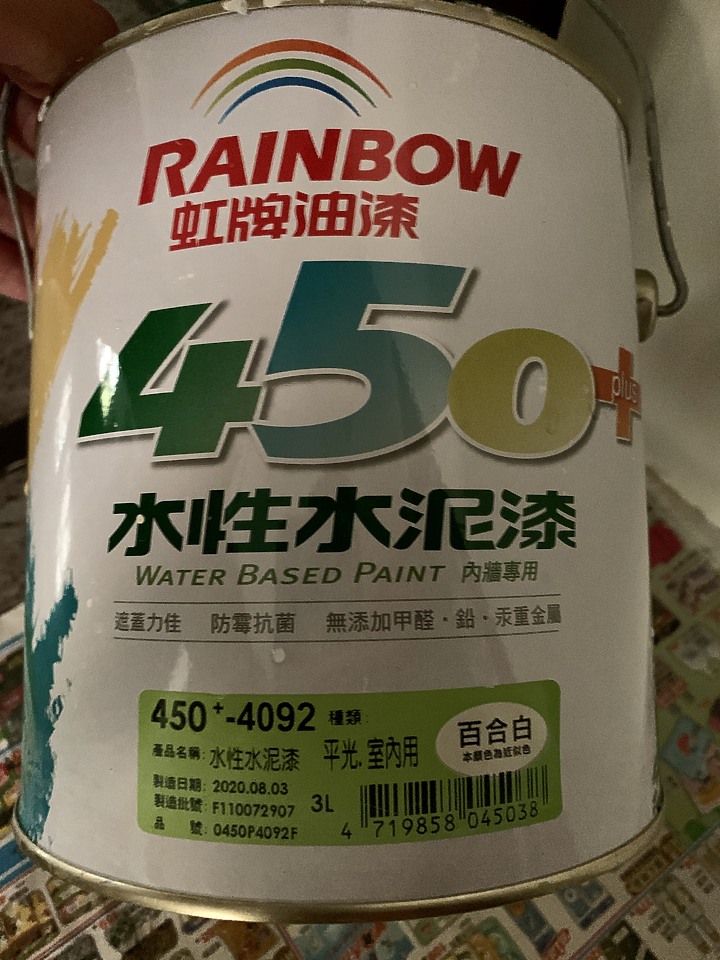 RAINBOW
虹牌油漆
450+
plus
水性水泥漆
WATER BASED PAINT 內牆專用
遮蓋力佳 防霉抗菌 無添加甲醛・鉛・汞重金屬
450⁺-4092 種類:
百合白
本顏色為近似色
產品名稱: 水性水泥漆 平光. 室內用
製造日期: 2020.08.03
製造批號: F110072907 3L
品 號: 0450P4092F
4 719858 045038